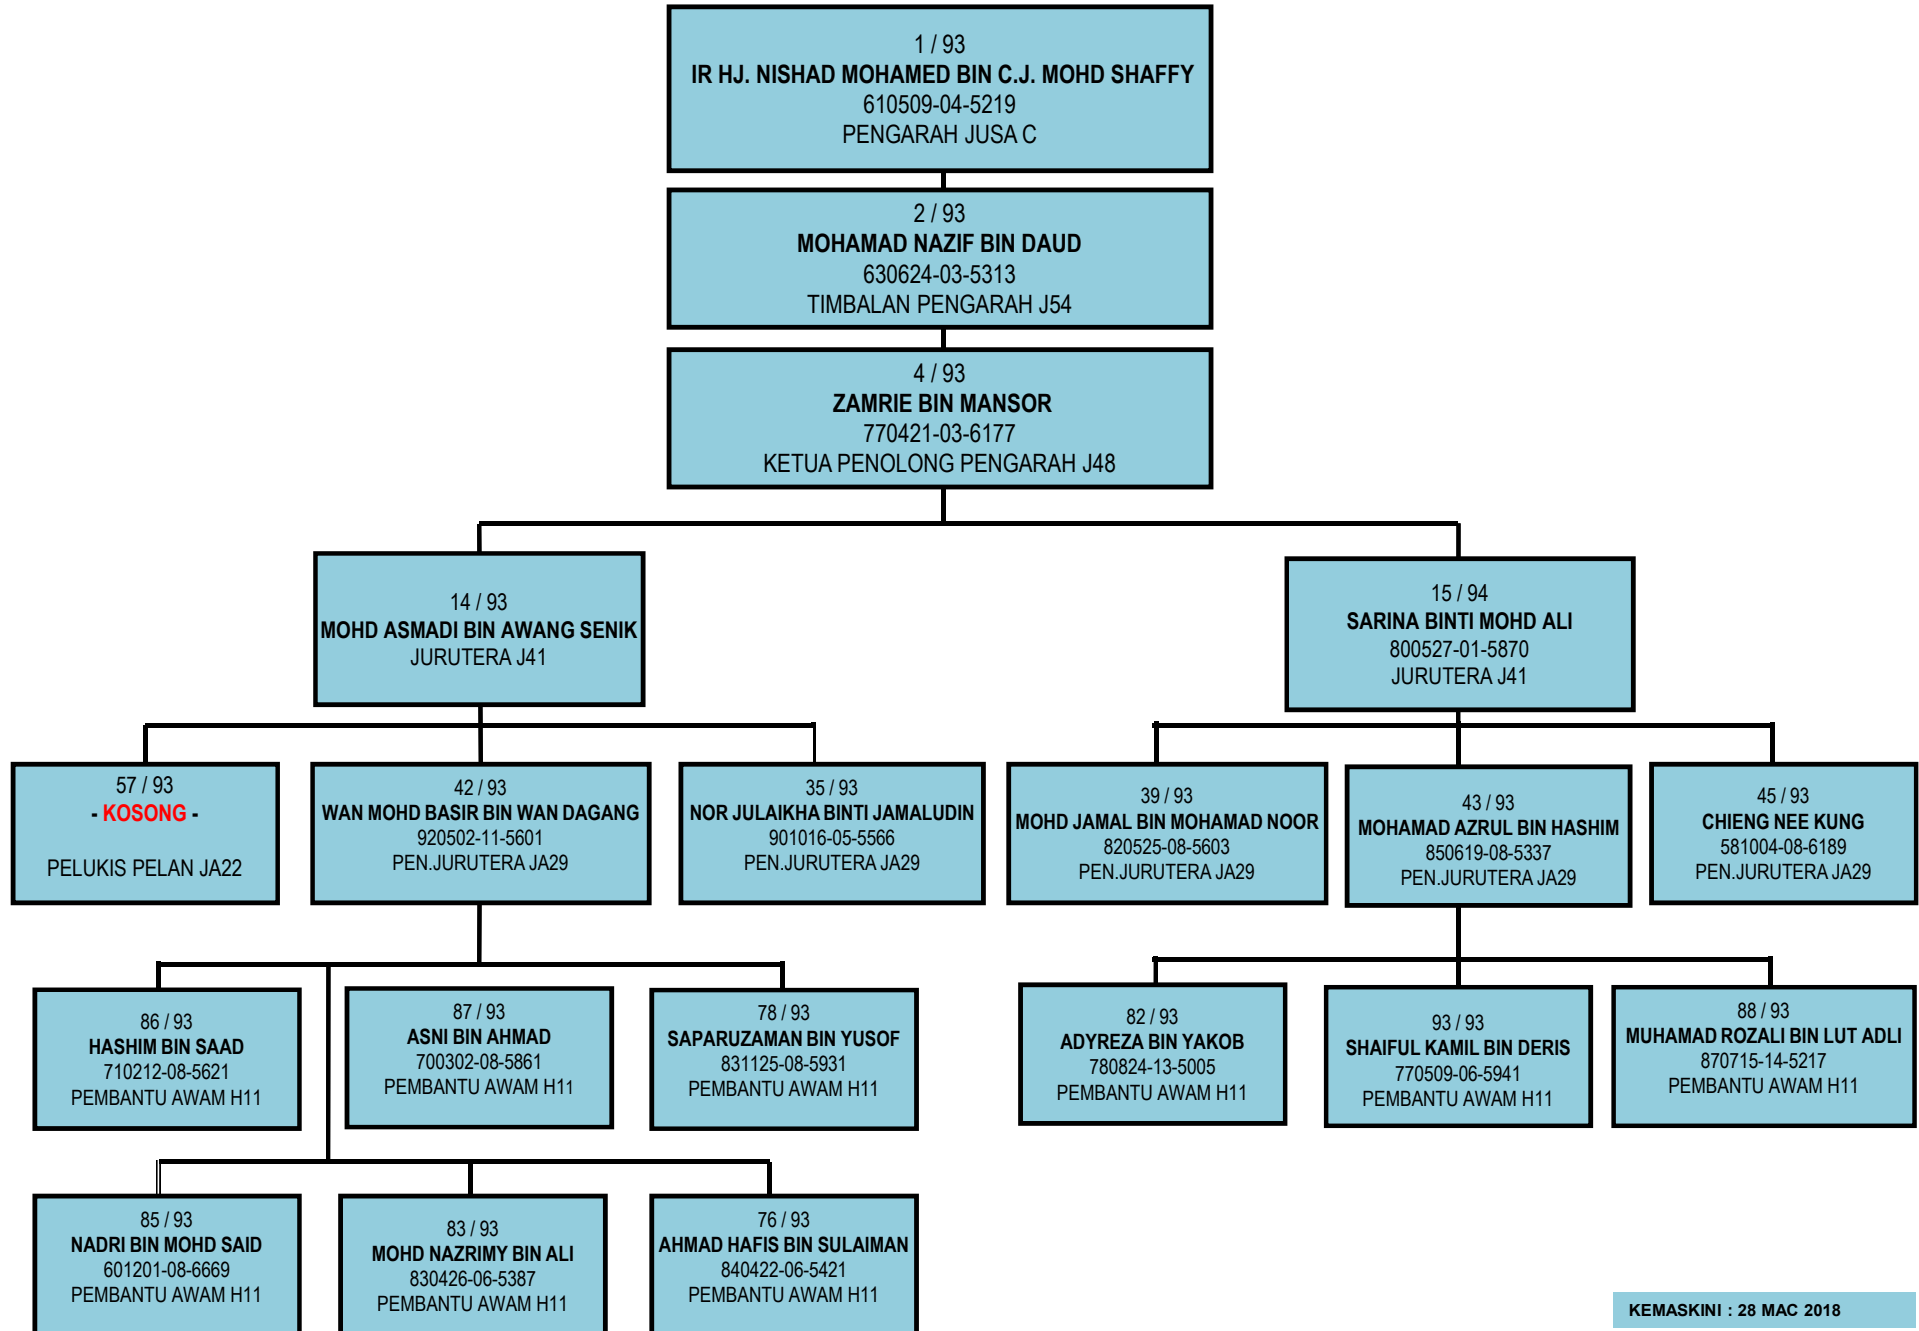 1 / 93
IR HJ. NISHAD MOHAMED BIN C.J. MOHD SHAFFY
610509-04-5219
PENGARAH JUSA C
2 / 93
MOHAMAD NAZIF BIN DAUD
630624-03-5313
TIMBALAN PENGARAH J54
4 / 93
ZAMRIE BIN MANSOR
770421-03-6177
KETUA PENOLONG PENGARAH J48
14 / 93
MOHD ASMADI BIN AWANG SENIK
JURUTERA J41
15 / 94
SARINA BINTI MOHD ALI
800527-01-5870
JURUTERA J41
57 / 93
- KOSONG -
PELUKIS PELAN JA22
42 / 93
WAN MOHD BASIR BIN WAN DAGANG
920502-11-5601
PEN.JURUTERA JA29
35 / 93
NOR JULAIKHA BINTI JAMALUDIN
901016-05-5566
PEN.JURUTERA JA29
39 / 93
MOHD JAMAL BIN MOHAMAD NOOR
820525-08-5603
PEN.JURUTERA JA29
43 / 93
MOHAMAD AZRUL BIN HASHIM
850619-08-5337
PEN.JURUTERA JA29
45 / 93
CHIENG NEE KUNG
581004-08-6189
PEN.JURUTERA JA29
86 / 93
HASHIM BIN SAAD
710212-08-5621
PEMBANTU AWAM H11
87 / 93
ASNI BIN AHMAD
700302-08-5861
PEMBANTU AWAM H11
78 / 93
SAPARUZAMAN BIN YUSOF
831125-08-5931
PEMBANTU AWAM H11
82 / 93
ADYREZA BIN YAKOB
780824-13-5005
PEMBANTU AWAM H11
93 / 93
SHAIFUL KAMIL BIN DERIS
770509-06-5941
PEMBANTU AWAM H11
88 / 93
MUHAMAD ROZALI BIN LUT ADLI
870715-14-5217
PEMBANTU AWAM H11
85 / 93
NADRI BIN MOHD SAID
601201-08-6669
PEMBANTU AWAM H11
83 / 93
MOHD NAZRIMY BIN ALI
830426-06-5387
PEMBANTU AWAM H11
76 / 93
AHMAD HAFIS BIN SULAIMAN
840422-06-5421
PEMBANTU AWAM H11
KEMASKINI : 28 MAC 2018